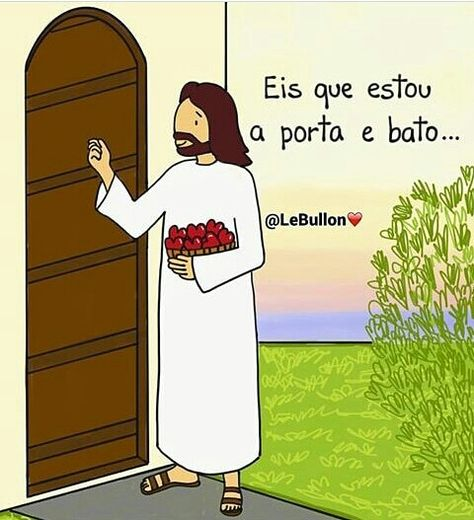 Eis que estou
a porta e bato...
@LeBullon❤